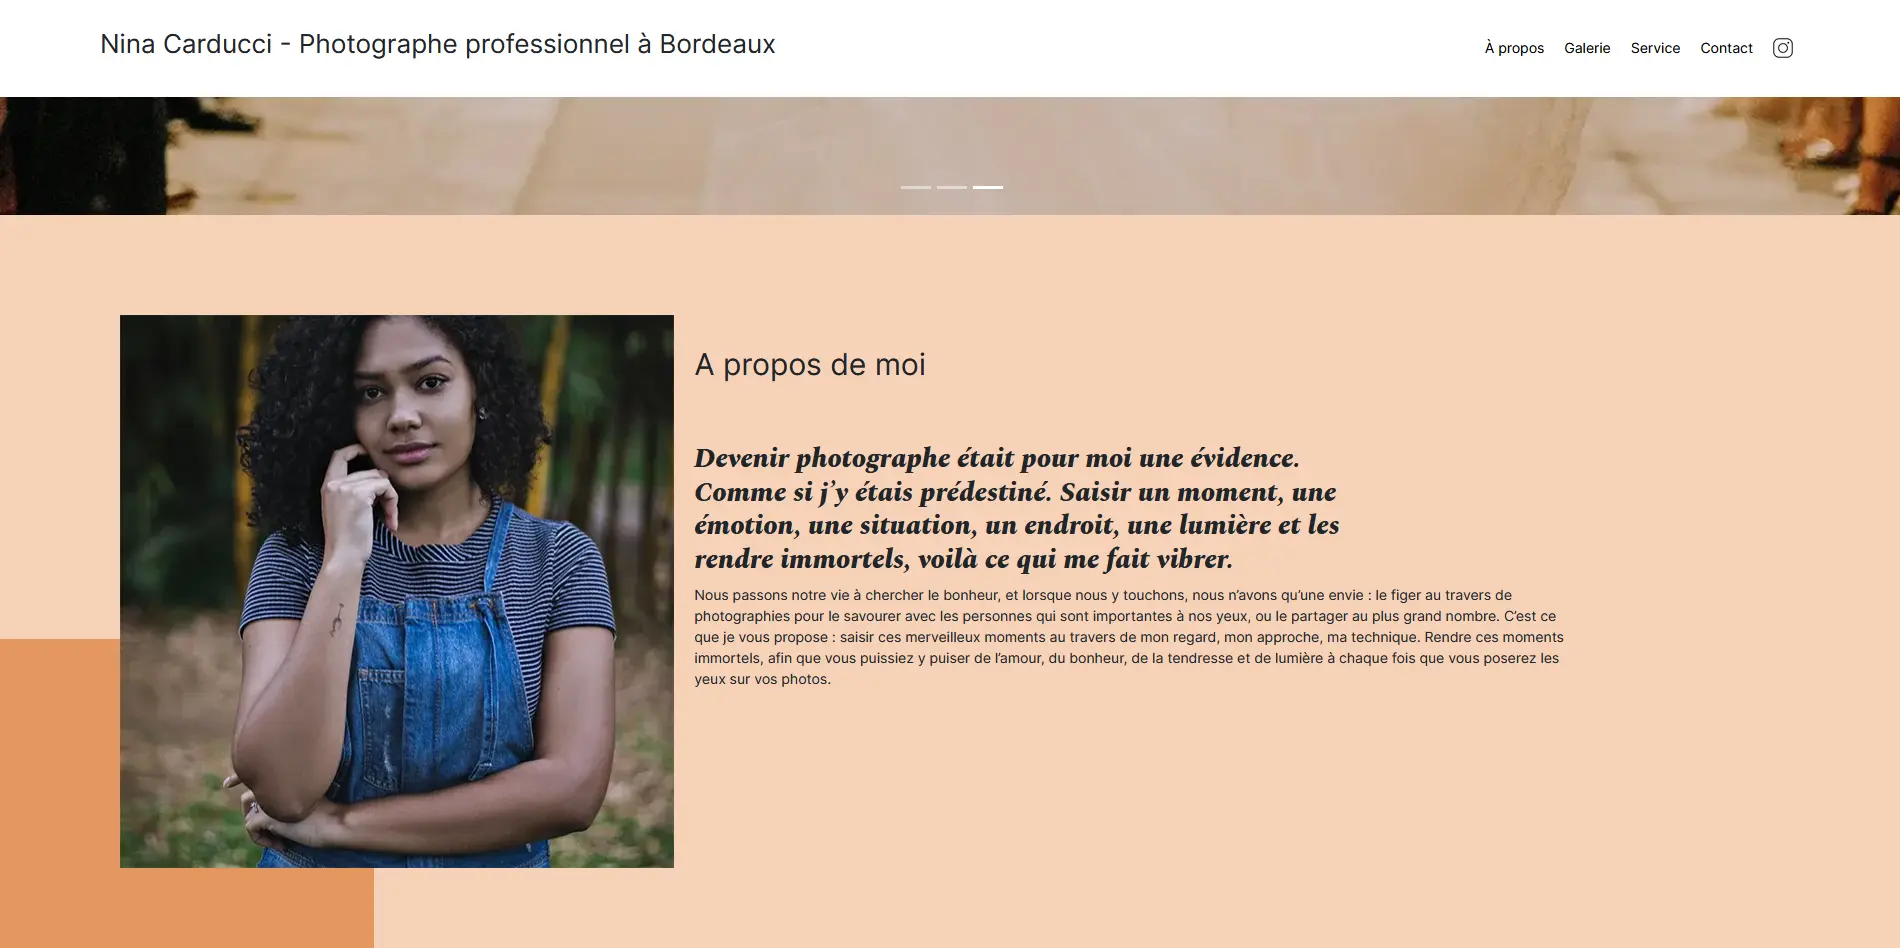 Nina Carducci - Photographe professionnel à Bordeaux
À propos Galerie Service Contact
A propos de moi
Devenir photographe était pour moi une évidence.
Comme si j’y étais prédestiné. Saisir un moment, une
émotion, une situation, un endroit, une lumière et les
rendre immortels, voilà ce qui me fait vibrer.
Nous passons notre vie à chercher le bonheur, et lorsque nous y touchons, nous n’avons qu’une envie : le figer au travers de
photographies pour le savourer avec les personnes qui sont importantes à nos yeux, ou le partager au plus grand nombre. C’est ce
que je vous propose : saisir ces merveilleux moments au travers de mon regard, mon approche, ma technique. Rendre ces moments
immortels, afin que vous puissiez y puiser de l’amour, du bonheur, de la tendresse et de lumière à chaque fois que vous poserez les
yeux sur vos photos.